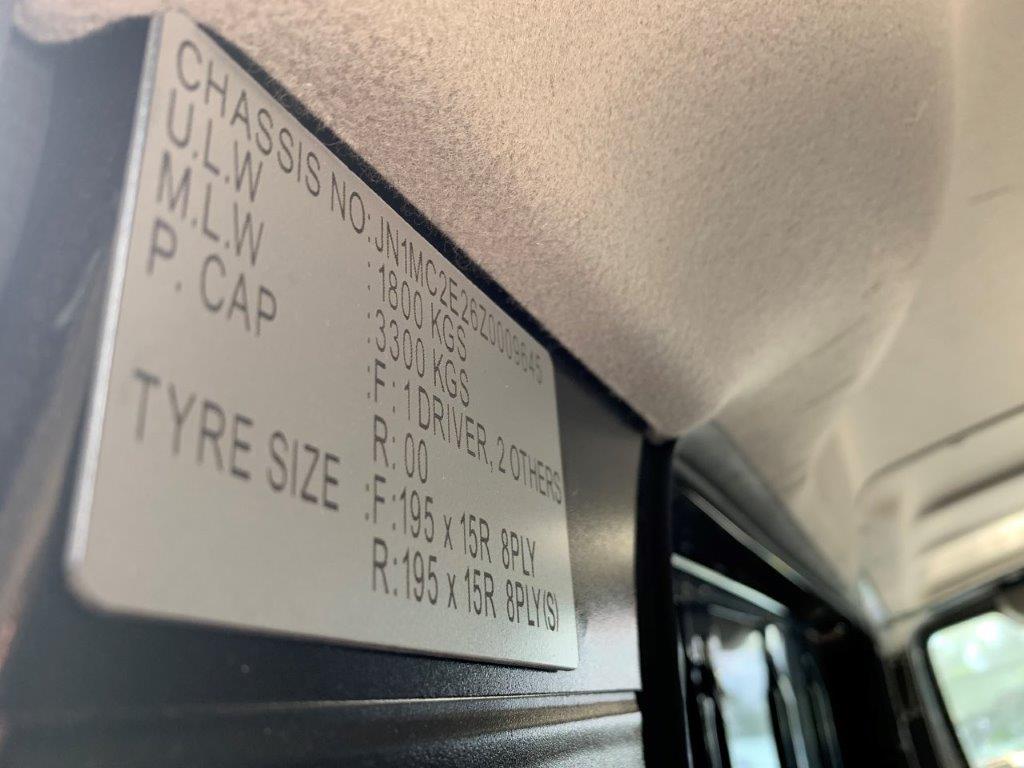 CHASSIS NO: JN1MC2E26Z0009645
U.L.W : 1800 KGS
M.L.W : 3300 KGS
P. CAP : F: 1 DRIVER, 2 OTHERS
R: 00
TYRE SIZE : F: 195 x 15R 8PLY
R: 195 x 15R 8PLY(S)